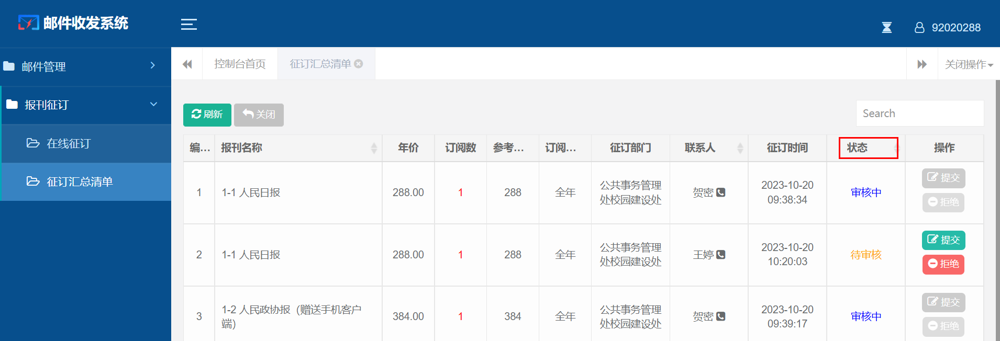 邮件收发系统
92020288
邮件管理
报刊征订
在线征订
征订汇总清单
控制台首页
征订汇总清单
关闭操作
刷新
关闭
Search
编... 报刊名称 年价 订阅数 参考... 订阅... 征订部门 联系人 征订时间 状态 操作
1 1-1 人民日报 288.00 1 288 全年 公共事务管理
处校园建设处 贺密 2023-10-20
09:38:34 审核中 提交
拒绝
2 1-1 人民日报 288.00 1 288 全年 公共事务管理
处校园建设处 王婷 2023-10-20
10:20:03 待审核 提交
拒绝
3 1-2 人民政协报（赠送手机客户
端） 384.00 1 384 全年 公共事务管理
处校园建设处 贺密 2023-10-20
09:39:17 审核中 提交
拒绝